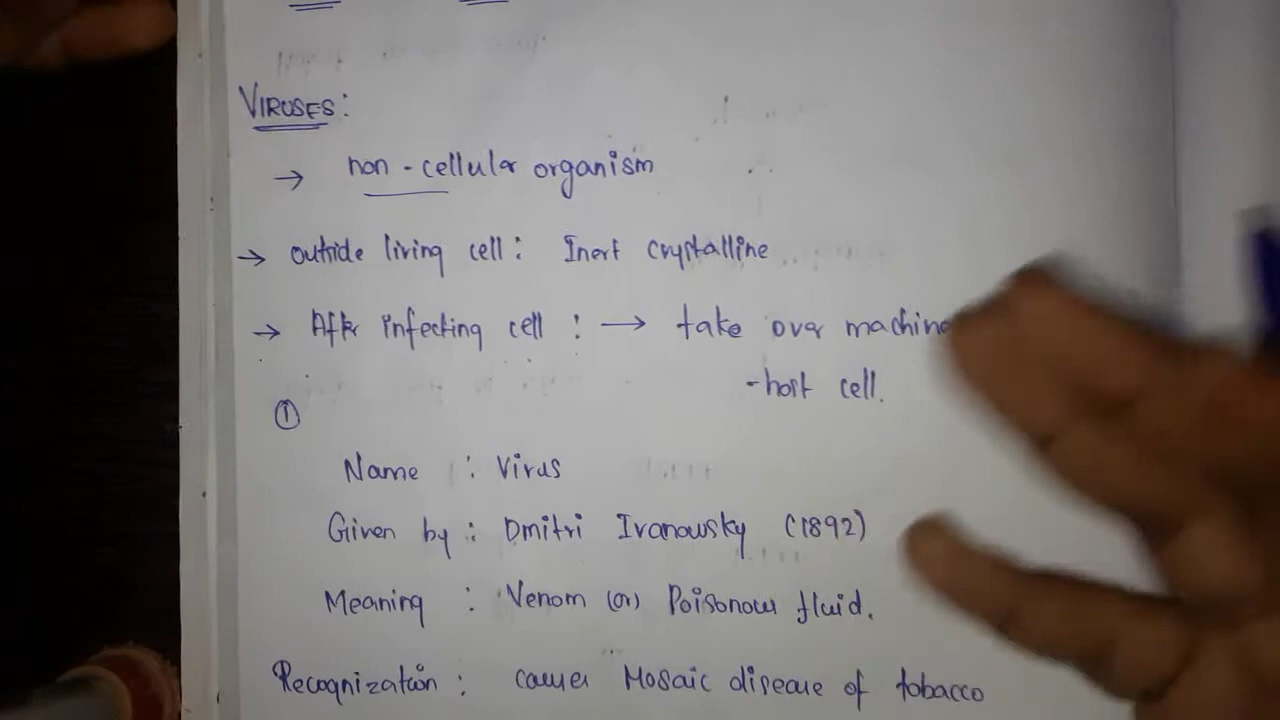 VIRUSES:
→ non-cellular organism
→ outside living cell: Inert crystalline
→ After infecting cell : → take over machine
-host cell.
①
Name : Virus
Given by : Dmitri Ivanowsky (1892)
Meaning : Venom (or) Poisonous fluid.
Recognization : causes Mosaic disease of tobacco